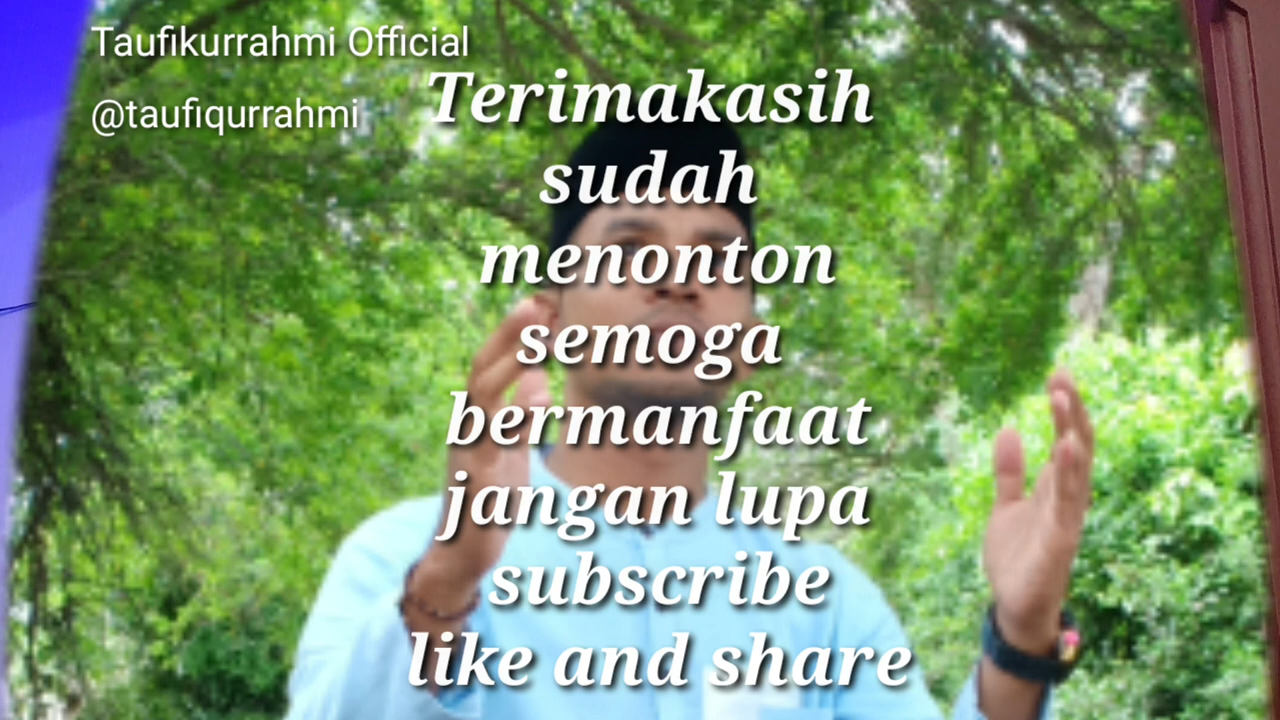 Taufikurrahmi Official
@taufiqurrahmi
Terimakasih
sudah
menonton
semoga
bermanfaat
jangan lupa
subscribe
like and share